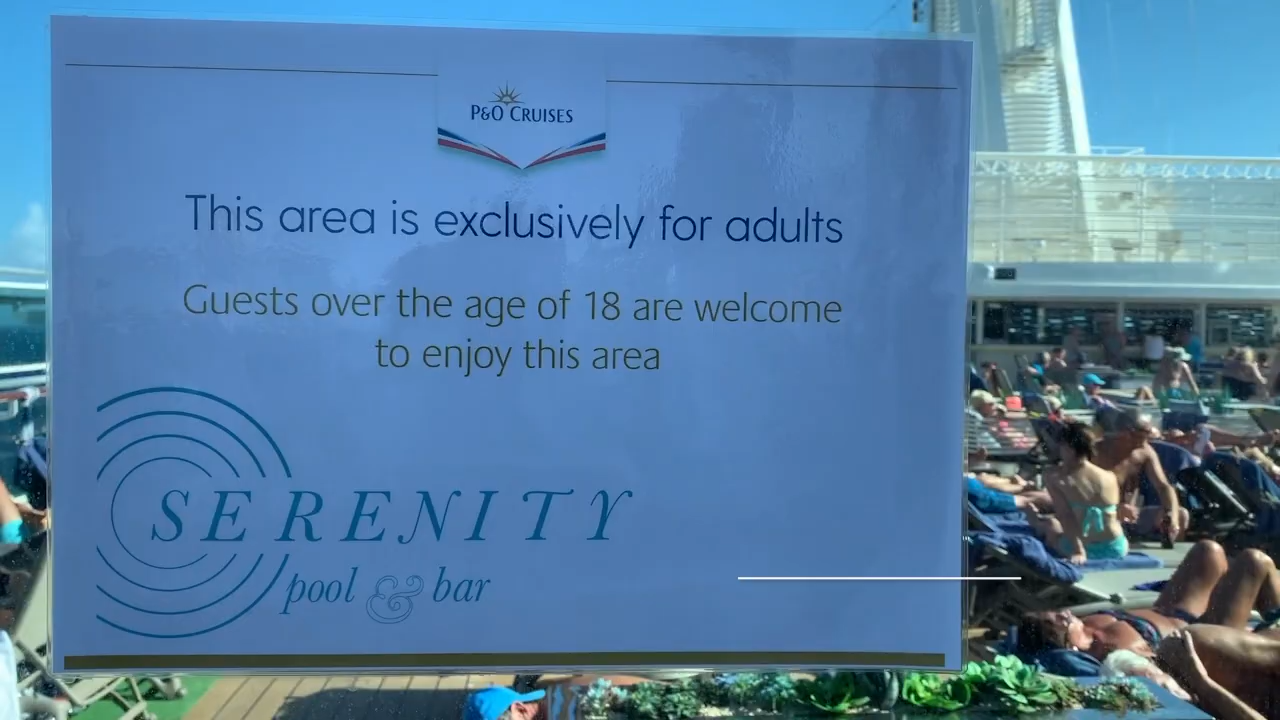 P&O CRUISES
This area is exclusively for adults
Guests over the age of 18 are welcome
to enjoy this area
SERENITY
pool & bar